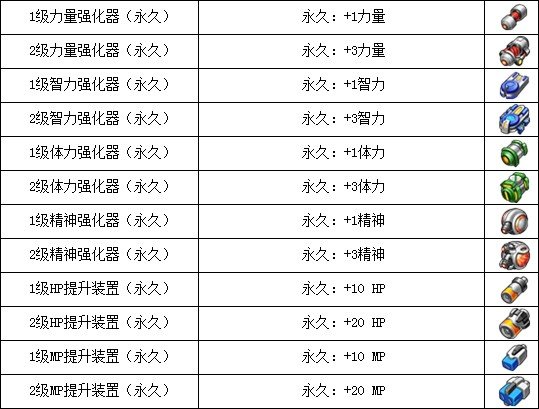 1级力量强化器（永久） 永久：+1力量
2级力量强化器（永久） 永久：+3力量
1级智力强化器（永久） 永久：+1智力
2级智力强化器（永久） 永久：+3智力
1级体力强化器（永久） 永久：+1体力
2级体力强化器（永久） 永久：+3体力
1级精神强化器（永久） 永久：+1精神
2级精神强化器（永久） 永久：+3精神
1级HP提升装置（永久） 永久：+10 HP
2级HP提升装置（永久） 永久：+20 HP
1级MP提升装置（永久） 永久：+10 MP
2级MP提升装置（永久） 永久：+20 MP